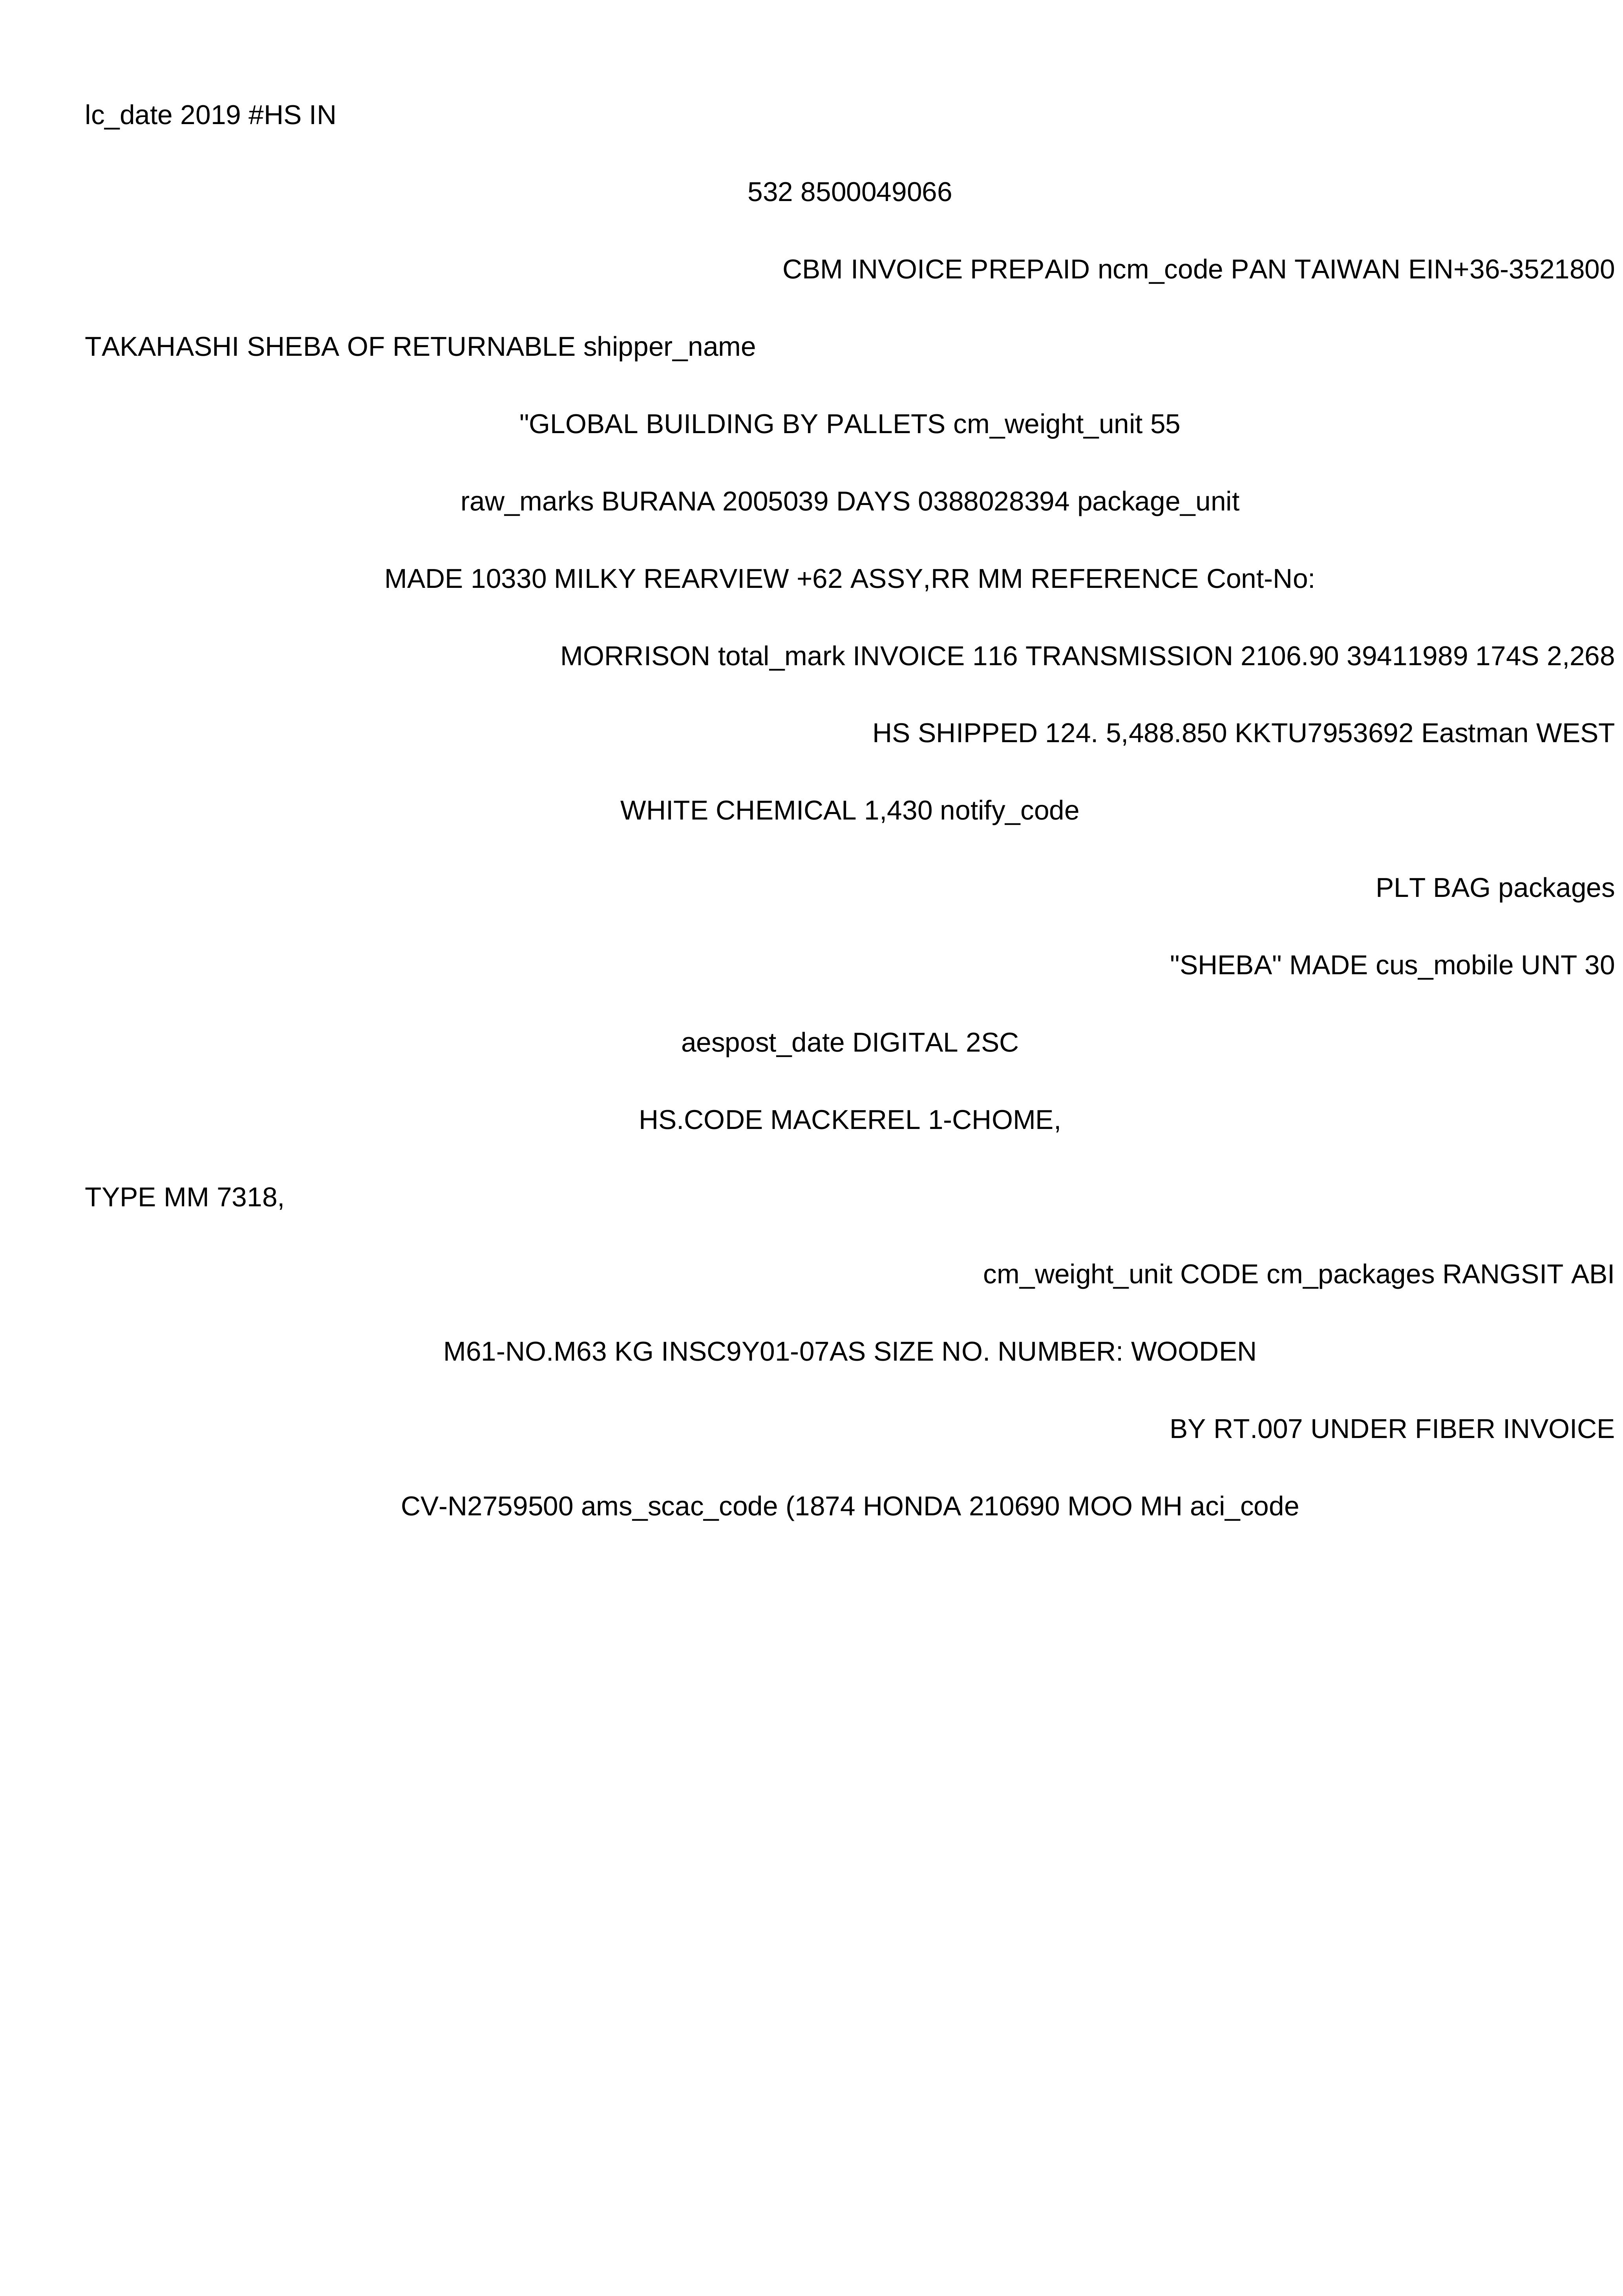 lc_date 2019 #HS IN
532 8500049066
CBM INVOICE PREPAID ncm_code PAN TAIWAN EIN+36-3521800
TAKAHASHI SHEBA OF RETURNABLE shipper_name
"GLOBAL BUILDING BY PALLETS cm_weight_unit 55
raw_marks BURANA 2005039 DAYS 0388028394 package_unit
MADE 10330 MILKY REARVIEW +62 ASSY,RR MM REFERENCE Cont-No:
MORRISON total_mark INVOICE 116 TRANSMISSION 2106.90 39411989 174S 2,268
HS SHIPPED 124. 5,488.850 KKTU7953692 Eastman WEST
WHITE CHEMICAL 1,430 notify_code
PLT BAG packages
"SHEBA" MADE cus_mobile UNT 30
aespost_date DIGITAL 2SC
HS.CODE MACKEREL 1-CHOME,
TYPE MM 7318,
cm_weight_unit CODE cm_packages RANGSIT ABI
M61-NO.M63 KG INSC9Y01-07AS SIZE NO. NUMBER: WOODEN
BY RT.007 UNDER FIBER INVOICE
CV-N2759500 ams_scac_code (1874 HONDA 210690 MOO MH aci_code